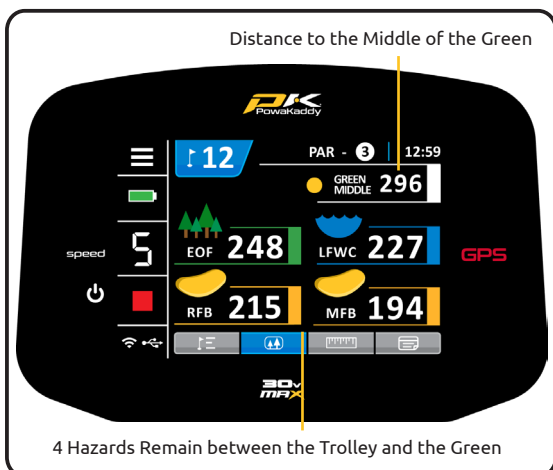 Distance to the Middle of the Green
PK
PowaKaddy
12
PAR - 3 12:59
GREEN MIDDLE 296
speed
5
EOF 248
LFWC 227
GPS
RFB 215
MFB 194
30v
MAX
4 Hazards Remain between the Trolley and the Green